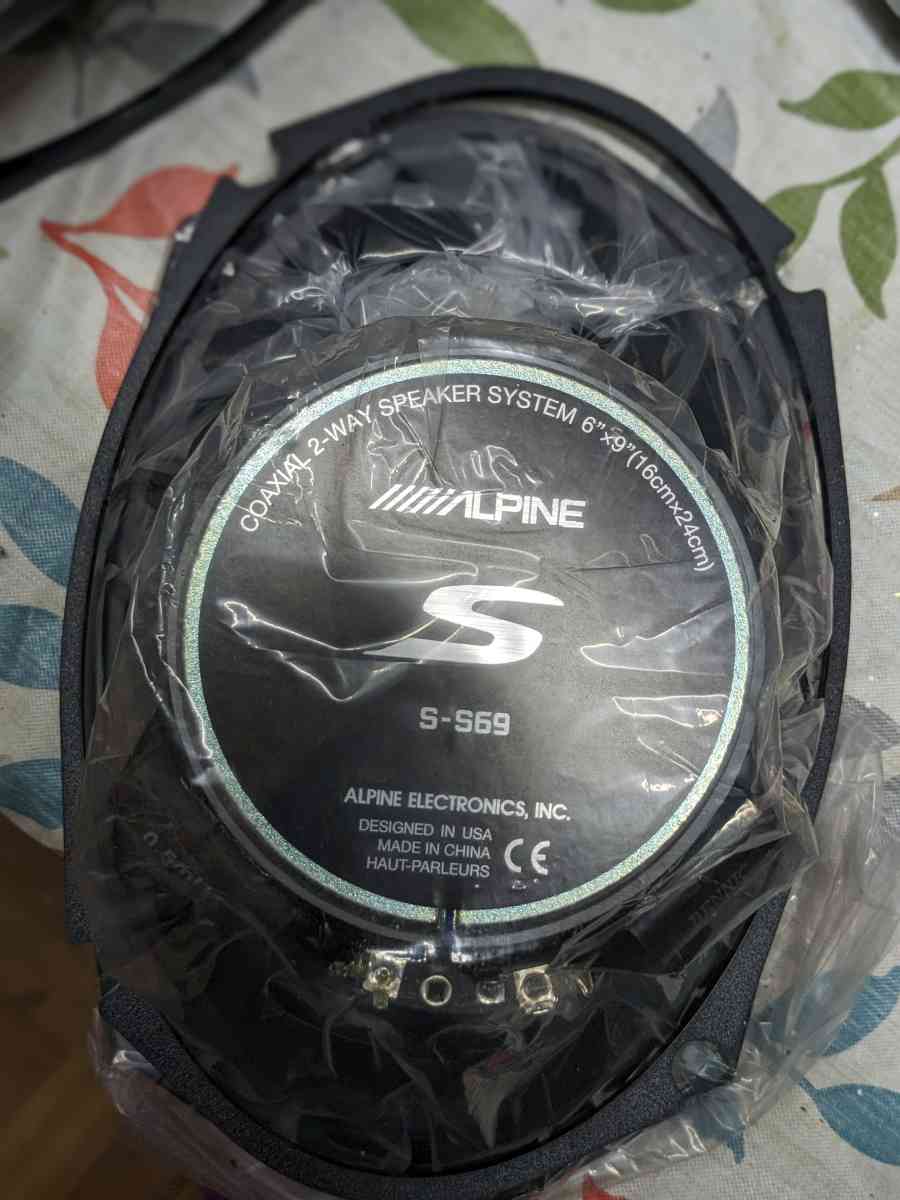 COAXIAL 2-WAY SPEAKER SYSTEM 6”x9”(16cmx24cm)
ALPINE
S
S-S69
ALPINE ELECTRONICS, INC.
DESIGNED IN USA
MADE IN CHINA
HAUT-PARLEURS
CE